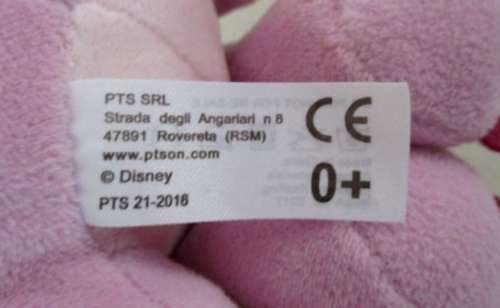 PTS SRL
Strada degli Angariari n 8
47891 Rovereta (RSM)
www.ptson.com
© Disney
PTS 21-2016
CE
0+